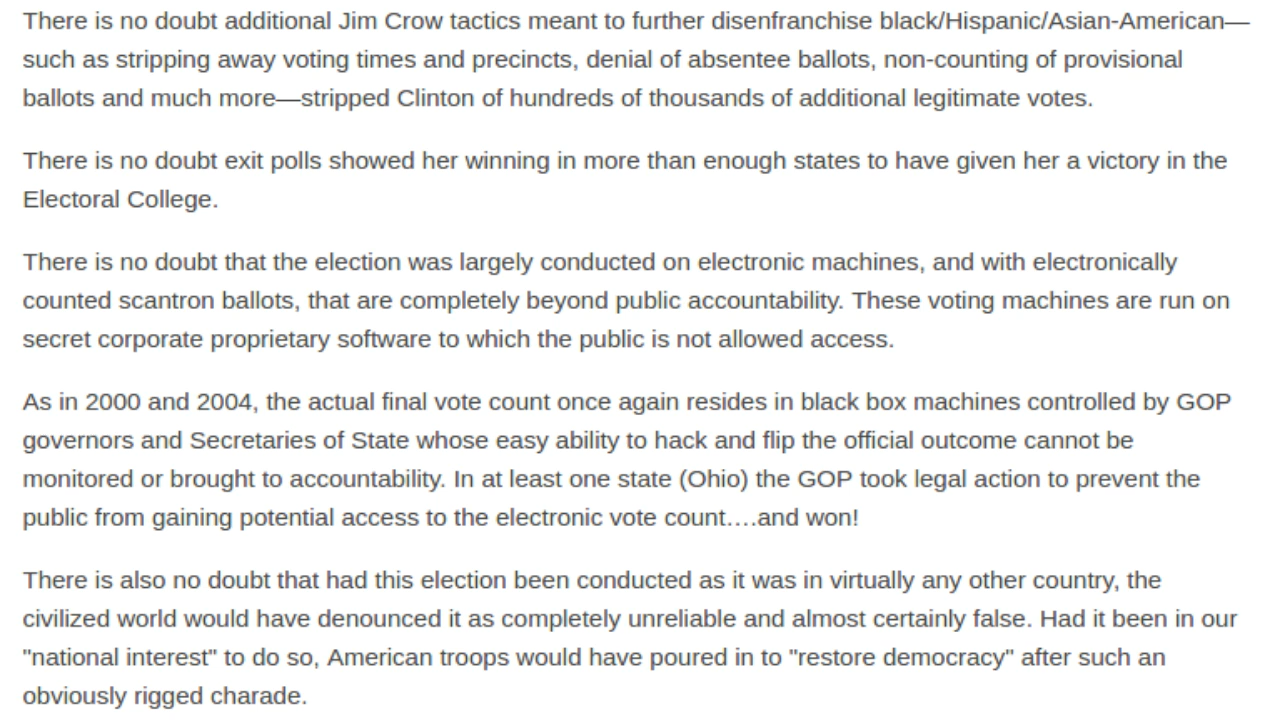 There is no doubt additional Jim Crow tactics meant to further disenfranchise black/Hispanic/Asian-American—
such as stripping away voting times and precincts, denial of absentee ballots, non-counting of provisional
ballots and much more—stripped Clinton of hundreds of thousands of additional legitimate votes.
There is no doubt exit polls showed her winning in more than enough states to have given her a victory in the
Electoral College.
There is no doubt that the election was largely conducted on electronic machines, and with electronically
counted scantron ballots, that are completely beyond public accountability. These voting machines are run on
secret corporate proprietary software to which the public is not allowed access.
As in 2000 and 2004, the actual final vote count once again resides in black box machines controlled by GOP
governors and Secretaries of State whose easy ability to hack and flip the official outcome cannot be
monitored or brought to accountability. In at least one state (Ohio) the GOP took legal action to prevent the
public from gaining potential access to the electronic vote count….and won!
There is also no doubt that had this election been conducted as it was in virtually any other country, the
civilized world would have denounced it as completely unreliable and almost certainly false. Had it been in our
"national interest" to do so, American troops would have poured in to "restore democracy" after such an
obviously rigged charade.